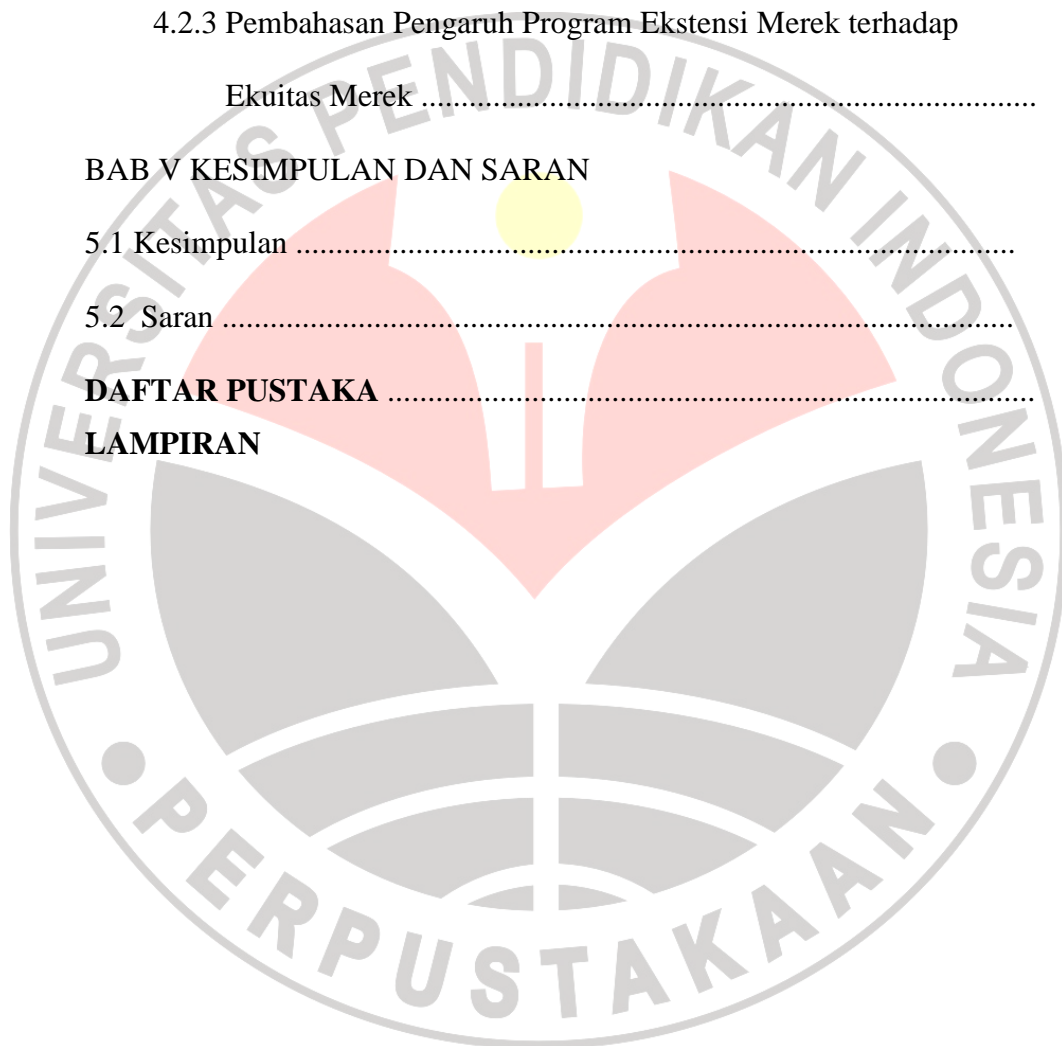 4.2.3 Pembahasan Pengaruh Program Ekstensi Merek terhadap
Ekuitas Merek ..............................................................................
BAB V KESIMPULAN DAN SARAN
5.1 Kesimpulan ...........................................................................................
5.2  Saran ....................................................................................................
DAFTAR PUSTAKA ..................................................................................
LAMPIRAN
UNIVERSITAS PENDIDIKAN INDONESIA
PERPUSTAKAAN